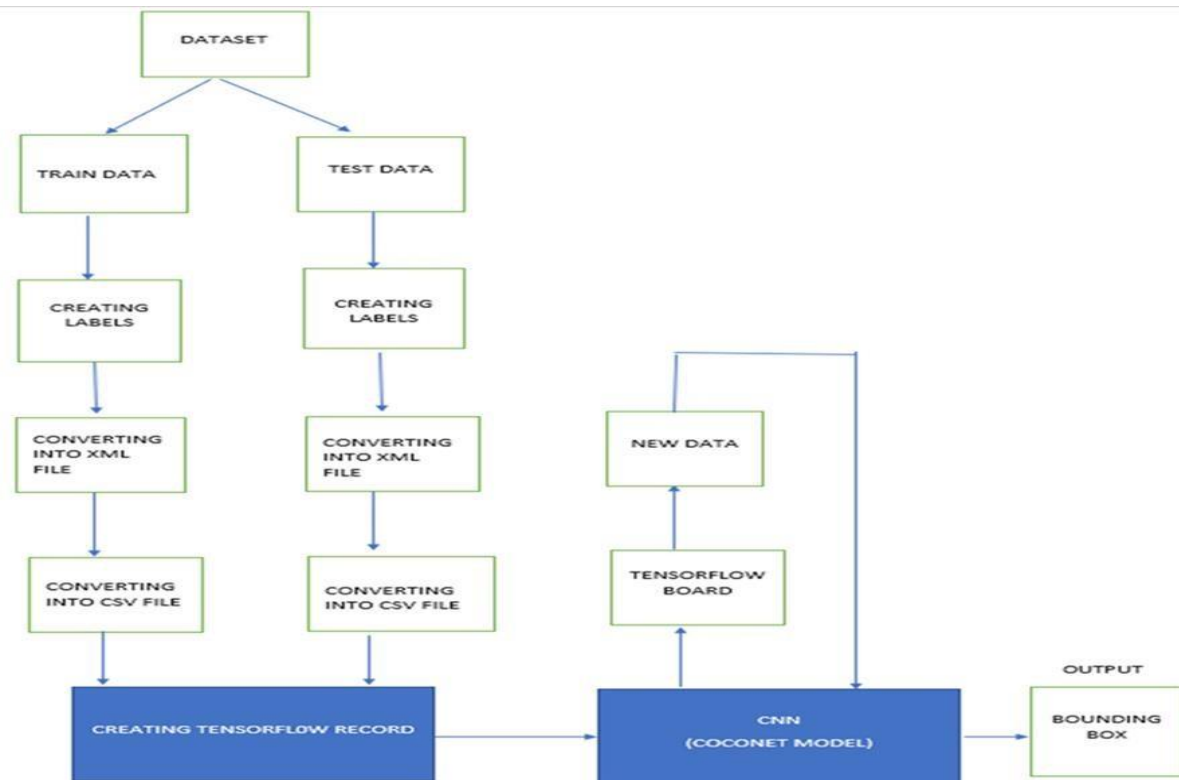 DATASET
TRAIN DATA
TEST DATA
CREATING
LABELS
CREATING
LABELS
CONVERTING
INTO XML
FILE
CONVERTING
INTO XML
FILE
NEW DATA
CONVERTING
INTO CSV FILE
CONVERTING
INTO CSV FILE
TENSORFLOW
BOARD
CREATING TENSORFLOW RECORD
CNN
(COCONET MODEL)
OUTPUT
BOUNDING
BOX